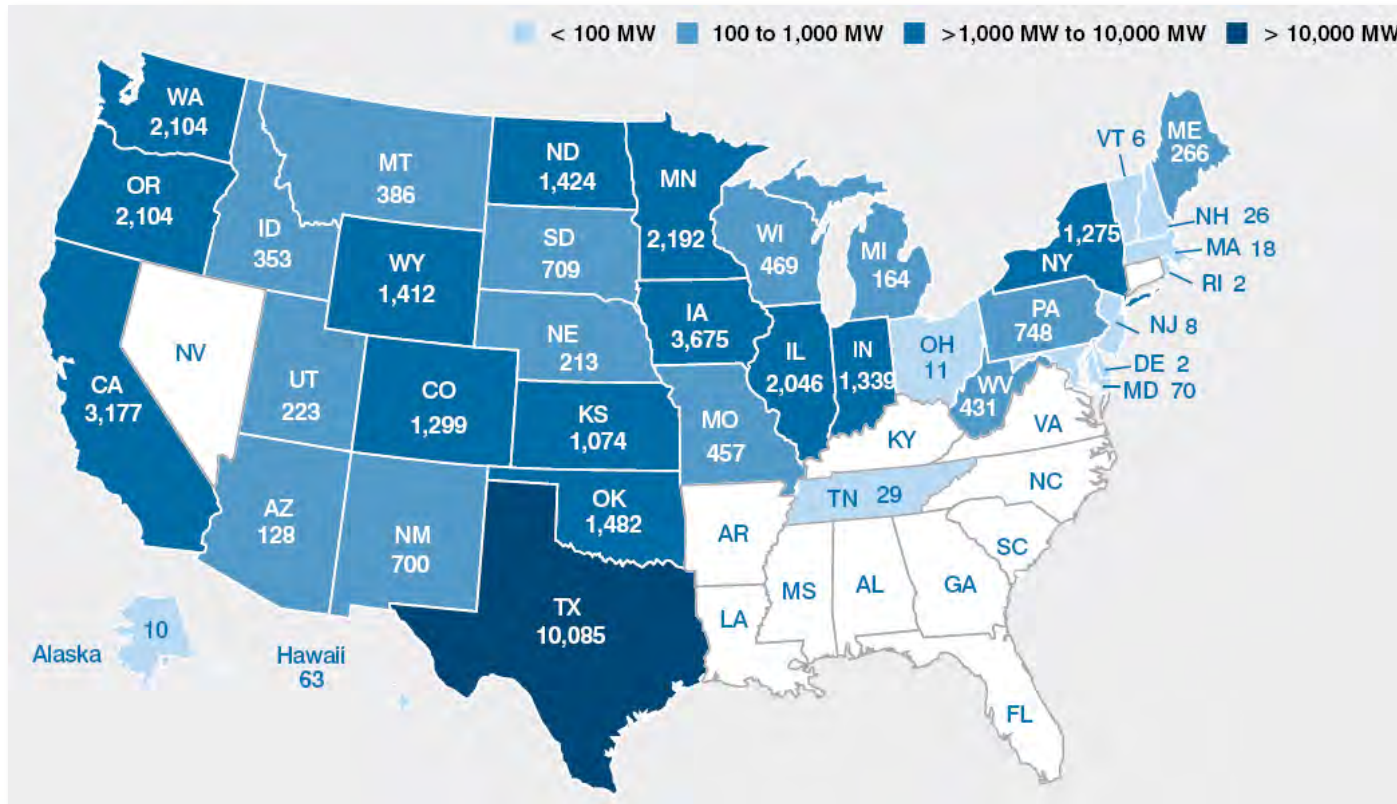 < 100 MW 100 to 1,000 MW >1,000 MW to 10,000 MW > 10,000 MW
WA
2,104
OR
2,104
CA
3,177
NV
ID
353
MT
386
WY
1,412
UT
223
CO
1,299
AZ
128
NM
700
ND
1,424
SD
709
NE
213
KS
1,074
OK
1,482
TX
10,085
MN
2,192
IA
3,675
MO
457
AR
LA
WI
469
IL
2,046
MI
164
IN
1,339
OH
11
KY
TN 29
MS
AL
GA
FL
SC
NC
VA
WV
431
PA
748
1,275
NY
VT 6
ME
266
NH 26
MA 18
RI 2
NJ 8
DE 2
MD 70
10
Alaska
Hawaii
63